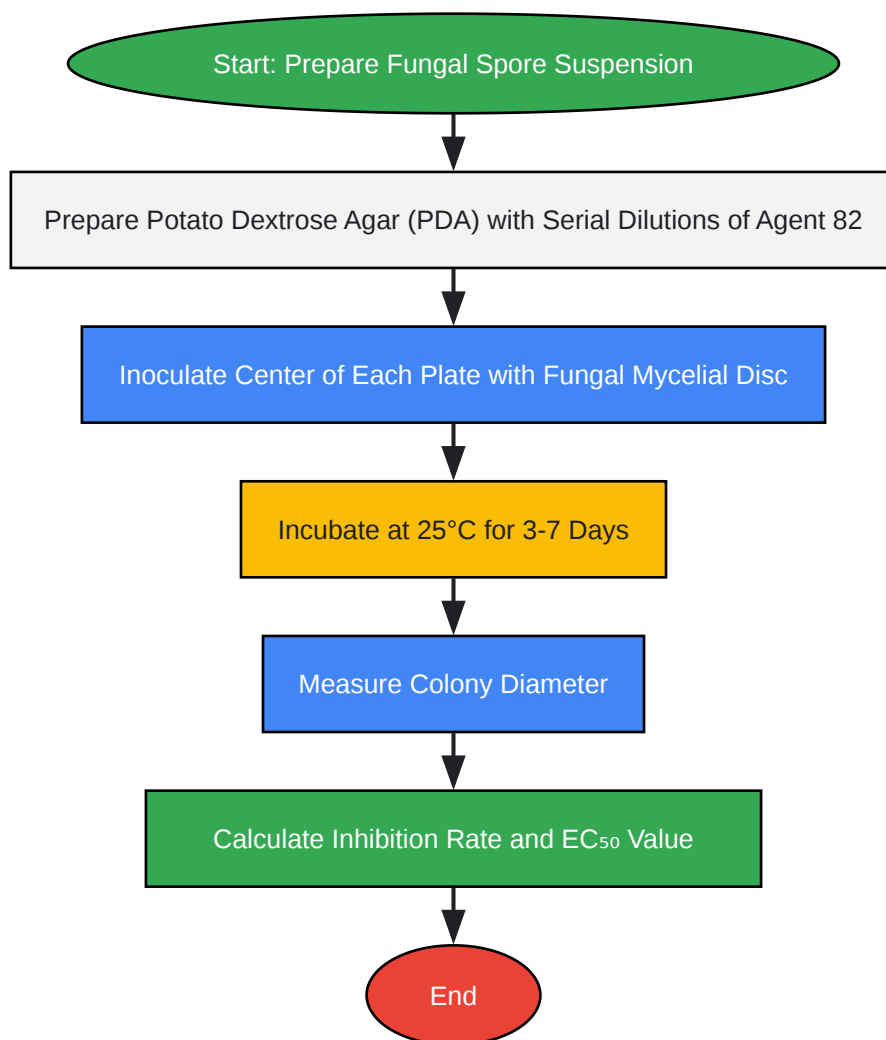 Start: Prepare Fungal Spore Suspension
Prepare Potato Dextrose Agar (PDA) with Serial Dilutions of Agent 82
Inoculate Center of Each Plate with Fungal Mycelial Disc
Incubate at 25°C for 3-7 Days
Measure Colony Diameter
Calculate Inhibition Rate and EC₅₀ Value
End